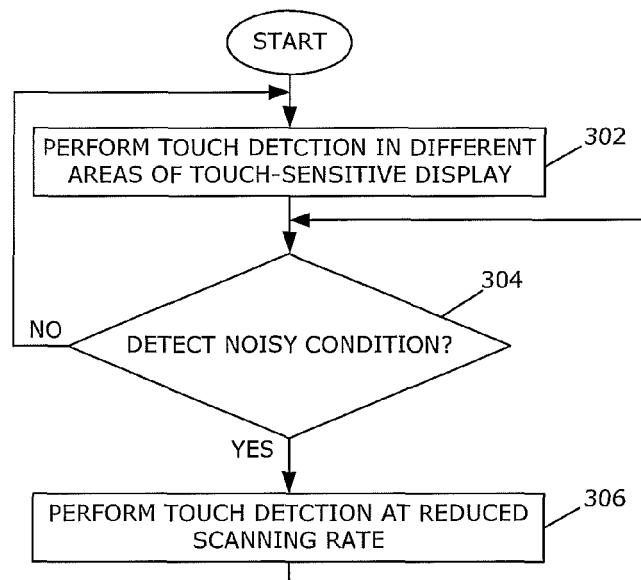 START
PERFORM TOUCH DETCTION IN DIFFERENT
AREAS OF TOUCH-SENSITIVE DISPLAY
302
304
DETECT NOISY CONDITION?
NO
YES
306
PERFORM TOUCH DETCTION AT REDUCED
SCANNING RATE